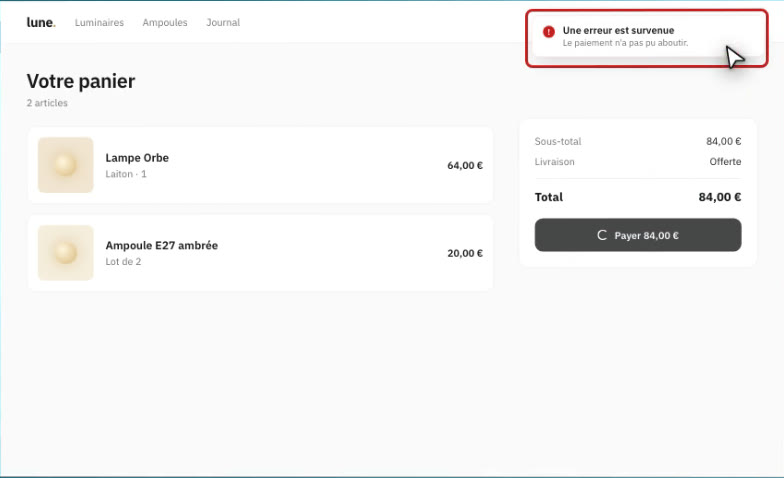 lune.
Luminaires
Ampoules
Journal
Une erreur est survenue
Le paiement n'a pas pu aboutir.
Votre panier
2 articles
Lampe Orbe
Laiton · 1
64,00 €
Ampoule E27 ambrée
Lot de 2
20,00 €
Sous-total 84,00 €
Livraison Offerte
Total 84,00 €
Payer 84,00 €